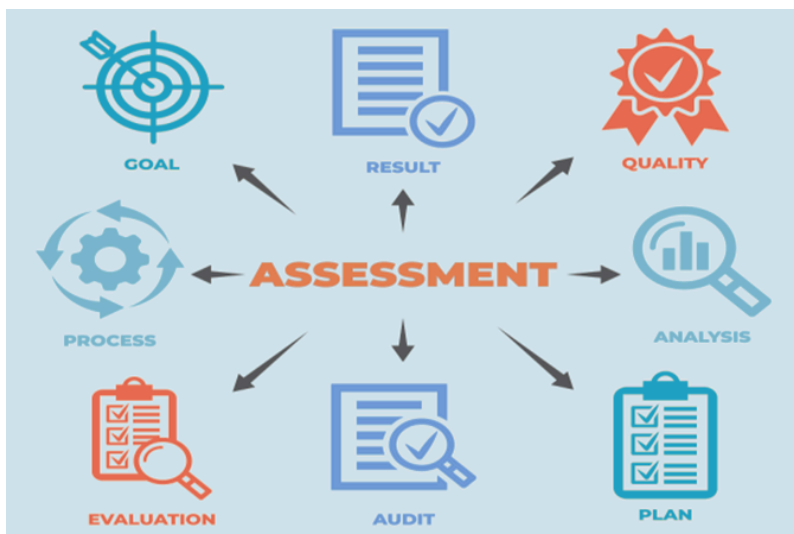 GOAL
RESULT
QUALITY
PROCESS
ASSESSMENT
ANALYSIS
EVALUATION
AUDIT
PLAN